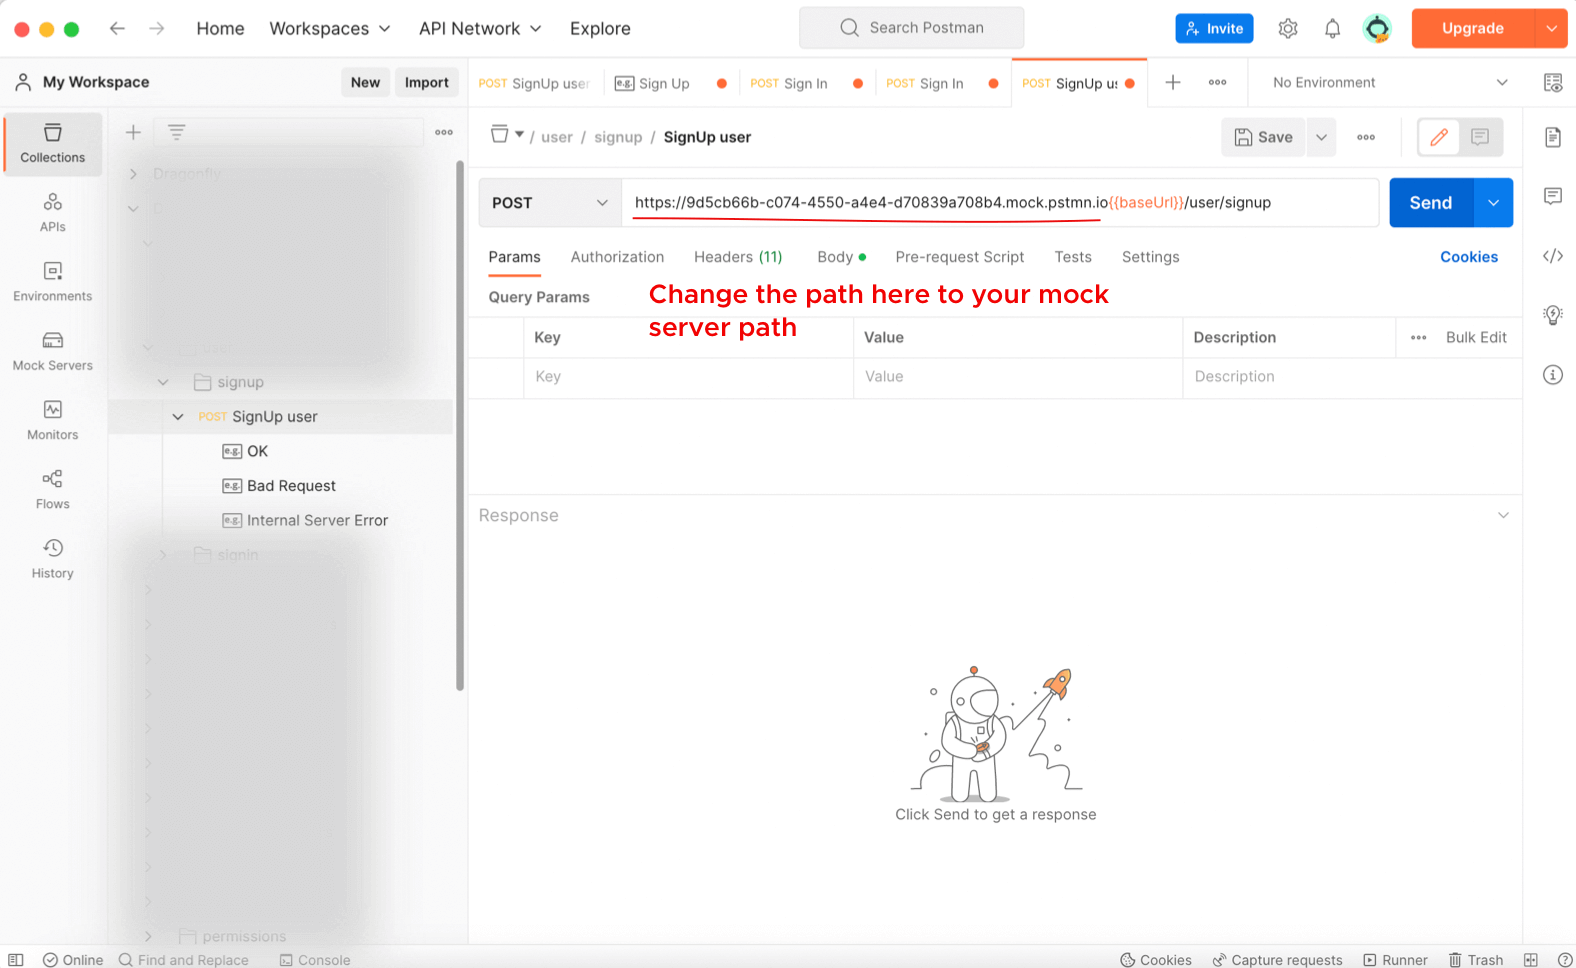 Home Workspaces API Network Explore Search Postman Invite Upgrade
My Workspace New Import POST SignUp user e.g. Sign Up POST Sign In POST Sign In POST SignUp us No Environment
Collections
/ user / signup / SignUp user Save
Dragonfly
APIs
POST https://9d5cb66b-c074-4550-a4e4-d70839a708b4.mock.pstmn.io{{baseUrl}}/user/signup Send
Environments
Params Authorization Headers (11) Body Pre-request Script Tests Settings Cookies
Query Params
Change the path here to your mock
server path
Key Value Description Bulk Edit
Key Value Description
Mock Servers
signup
POST SignUp user
Monitors
e.g. OK
e.g. Bad Request
Flows
e.g. Internal Server Error
Response
signin
History
Click Send to get a response
permissions
Online Find and Replace Console Cookies Capture requests Runner Trash